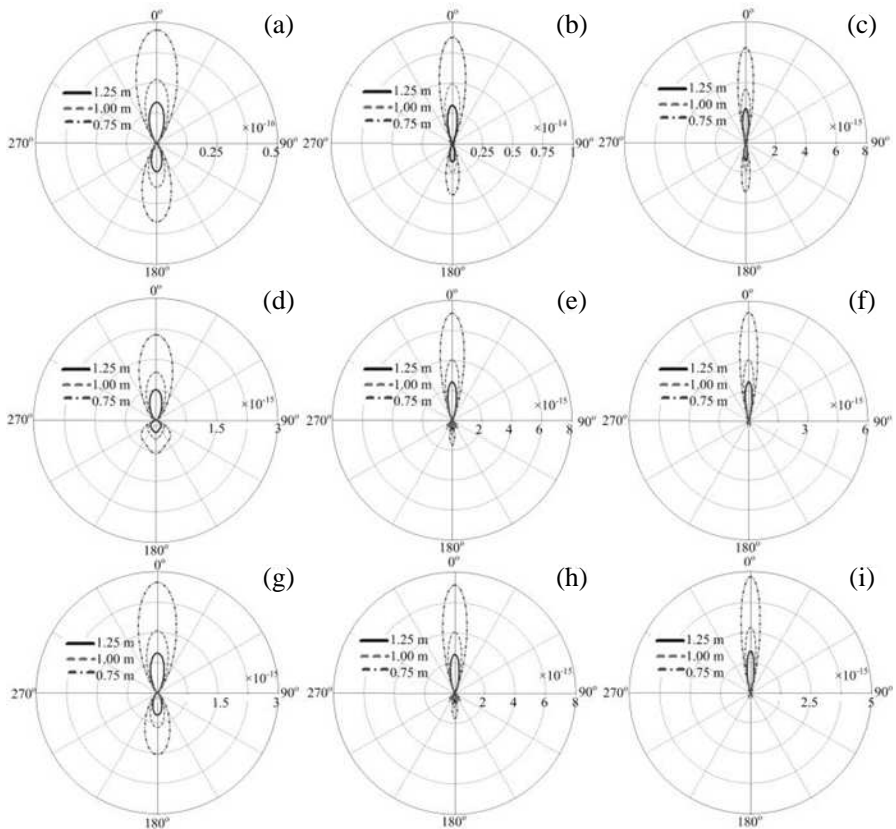 0° (a)
1.25 m
1.00 m
0.75 m
×10⁻¹⁶
270° 0.25 0.5 90°
180°
0° (b)
1.25 m
1.00 m
0.75 m
×10⁻¹⁴
270° 0.25 0.5 0.75 1 90°
180°
0° (c)
1.25 m
1.00 m
0.75 m
×10⁻¹⁵
270° 2 4 6 8 90°
180°
0° (d)
1.25 m
1.00 m
0.75 m
×10⁻¹⁵
270° 1.5 3 90°
180°
0° (e)
1.25 m
1.00 m
0.75 m
×10⁻¹⁵
270° 2 4 6 8 90°
180°
0° (f)
1.25 m
1.00 m
0.75 m
×10⁻¹⁵
270° 3 6 90°
180°
0° (g)
1.25 m
1.00 m
0.75 m
×10⁻¹⁵
270° 1.5 3 90°
180°
0° (h)
1.25 m
1.00 m
0.75 m
×10⁻¹⁵
270° 2 4 6 8 90°
180°
0° (i)
1.25 m
1.00 m
0.75 m
×10⁻¹⁵
270° 2.5 5 90°
180°